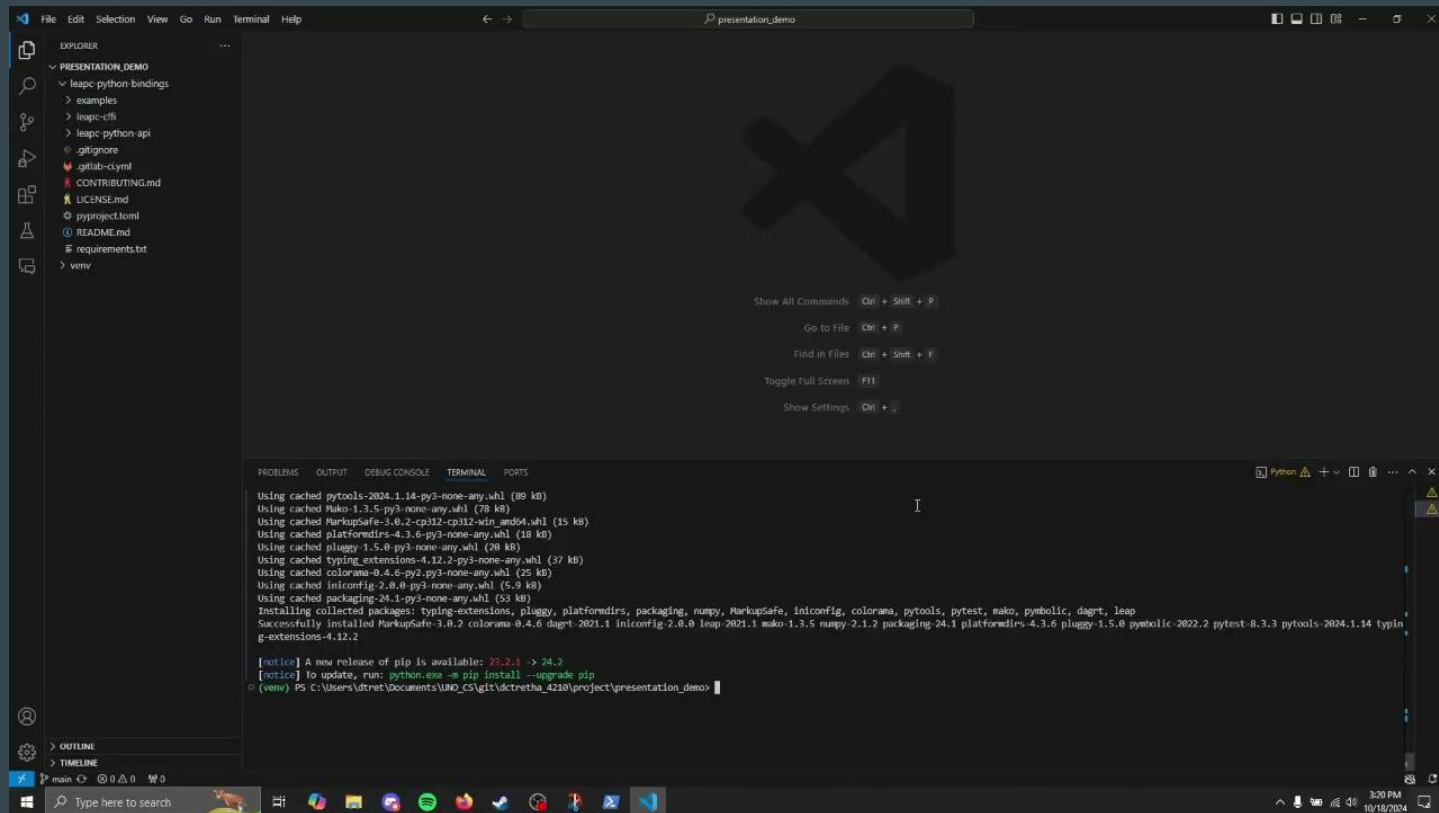 File Edit Selection View Go Run Terminal Help
presentation_demo
EXPLORER
PRESENTATION_DEMO
leapc-python-bindings
examples
leapc-cffi
leapc-python-api
.gitignore
.gitlab-ci.yml
CONTRIBUTING.md
LICENSE.md
pyproject.toml
README.md
requirements.txt
venv
Show All Commands Ctrl + Shift + P
Go to File Ctrl + P
Find in Files Ctrl + Shift + F
Toggle Full Screen F11
Show Settings Ctrl + ,
PROBLEMS OUTPUT DEBUG CONSOLE TERMINAL PORTS
Python
Using cached pytools-2024.1.14-py3-none-any.whl (89 kB)
Using cached Mako-1.3.5-py3-none-any.whl (78 kB)
Using cached MarkupSafe-3.0.2-cp312-cp312-win_amd64.whl (15 kB)
Using cached platformdirs-4.3.6-py3-none-any.whl (18 kB)
Using cached pluggy-1.5.0-py3-none-any.whl (20 kB)
Using cached typing_extensions-4.12.2-py3-none-any.whl (37 kB)
Using cached colorama-0.4.6-py2.py3-none-any.whl (25 kB)
Using cached iniconfig-2.0.0-py3-none-any.whl (5.9 kB)
Using cached packaging-24.1-py3-none-any.whl (53 kB)
Installing collected packages: typing-extensions, pluggy, platformdirs, packaging, numpy, MarkupSafe, iniconfig, colorama, pytools, pytest, mako, pymbolic, dagrt, leap
Successfully installed MarkupSafe-3.0.2 colorama-0.4.6 dagrt-2021.1 iniconfig-2.0.0 leap-2021.1 mako-1.3.5 numpy-2.1.2 packaging-24.1 platformdirs-4.3.6 pluggy-1.5.0 pymbolic-2022.2 pytest-8.3.3 pytools-2024.1.14 typin
g-extensions-4.12.2
[notice] A new release of pip is available: 23.2.1 -> 24.2
[notice] To update, run: python.exe -m pip install --upgrade pip
(venv) PS C:\Users\dtret\Documents\UNO_CS\git\dctretha_4210\project\presentation_demo>
OUTLINE
TIMELINE
main 0 0 0
Type here to search
3:20 PM
10/18/2024